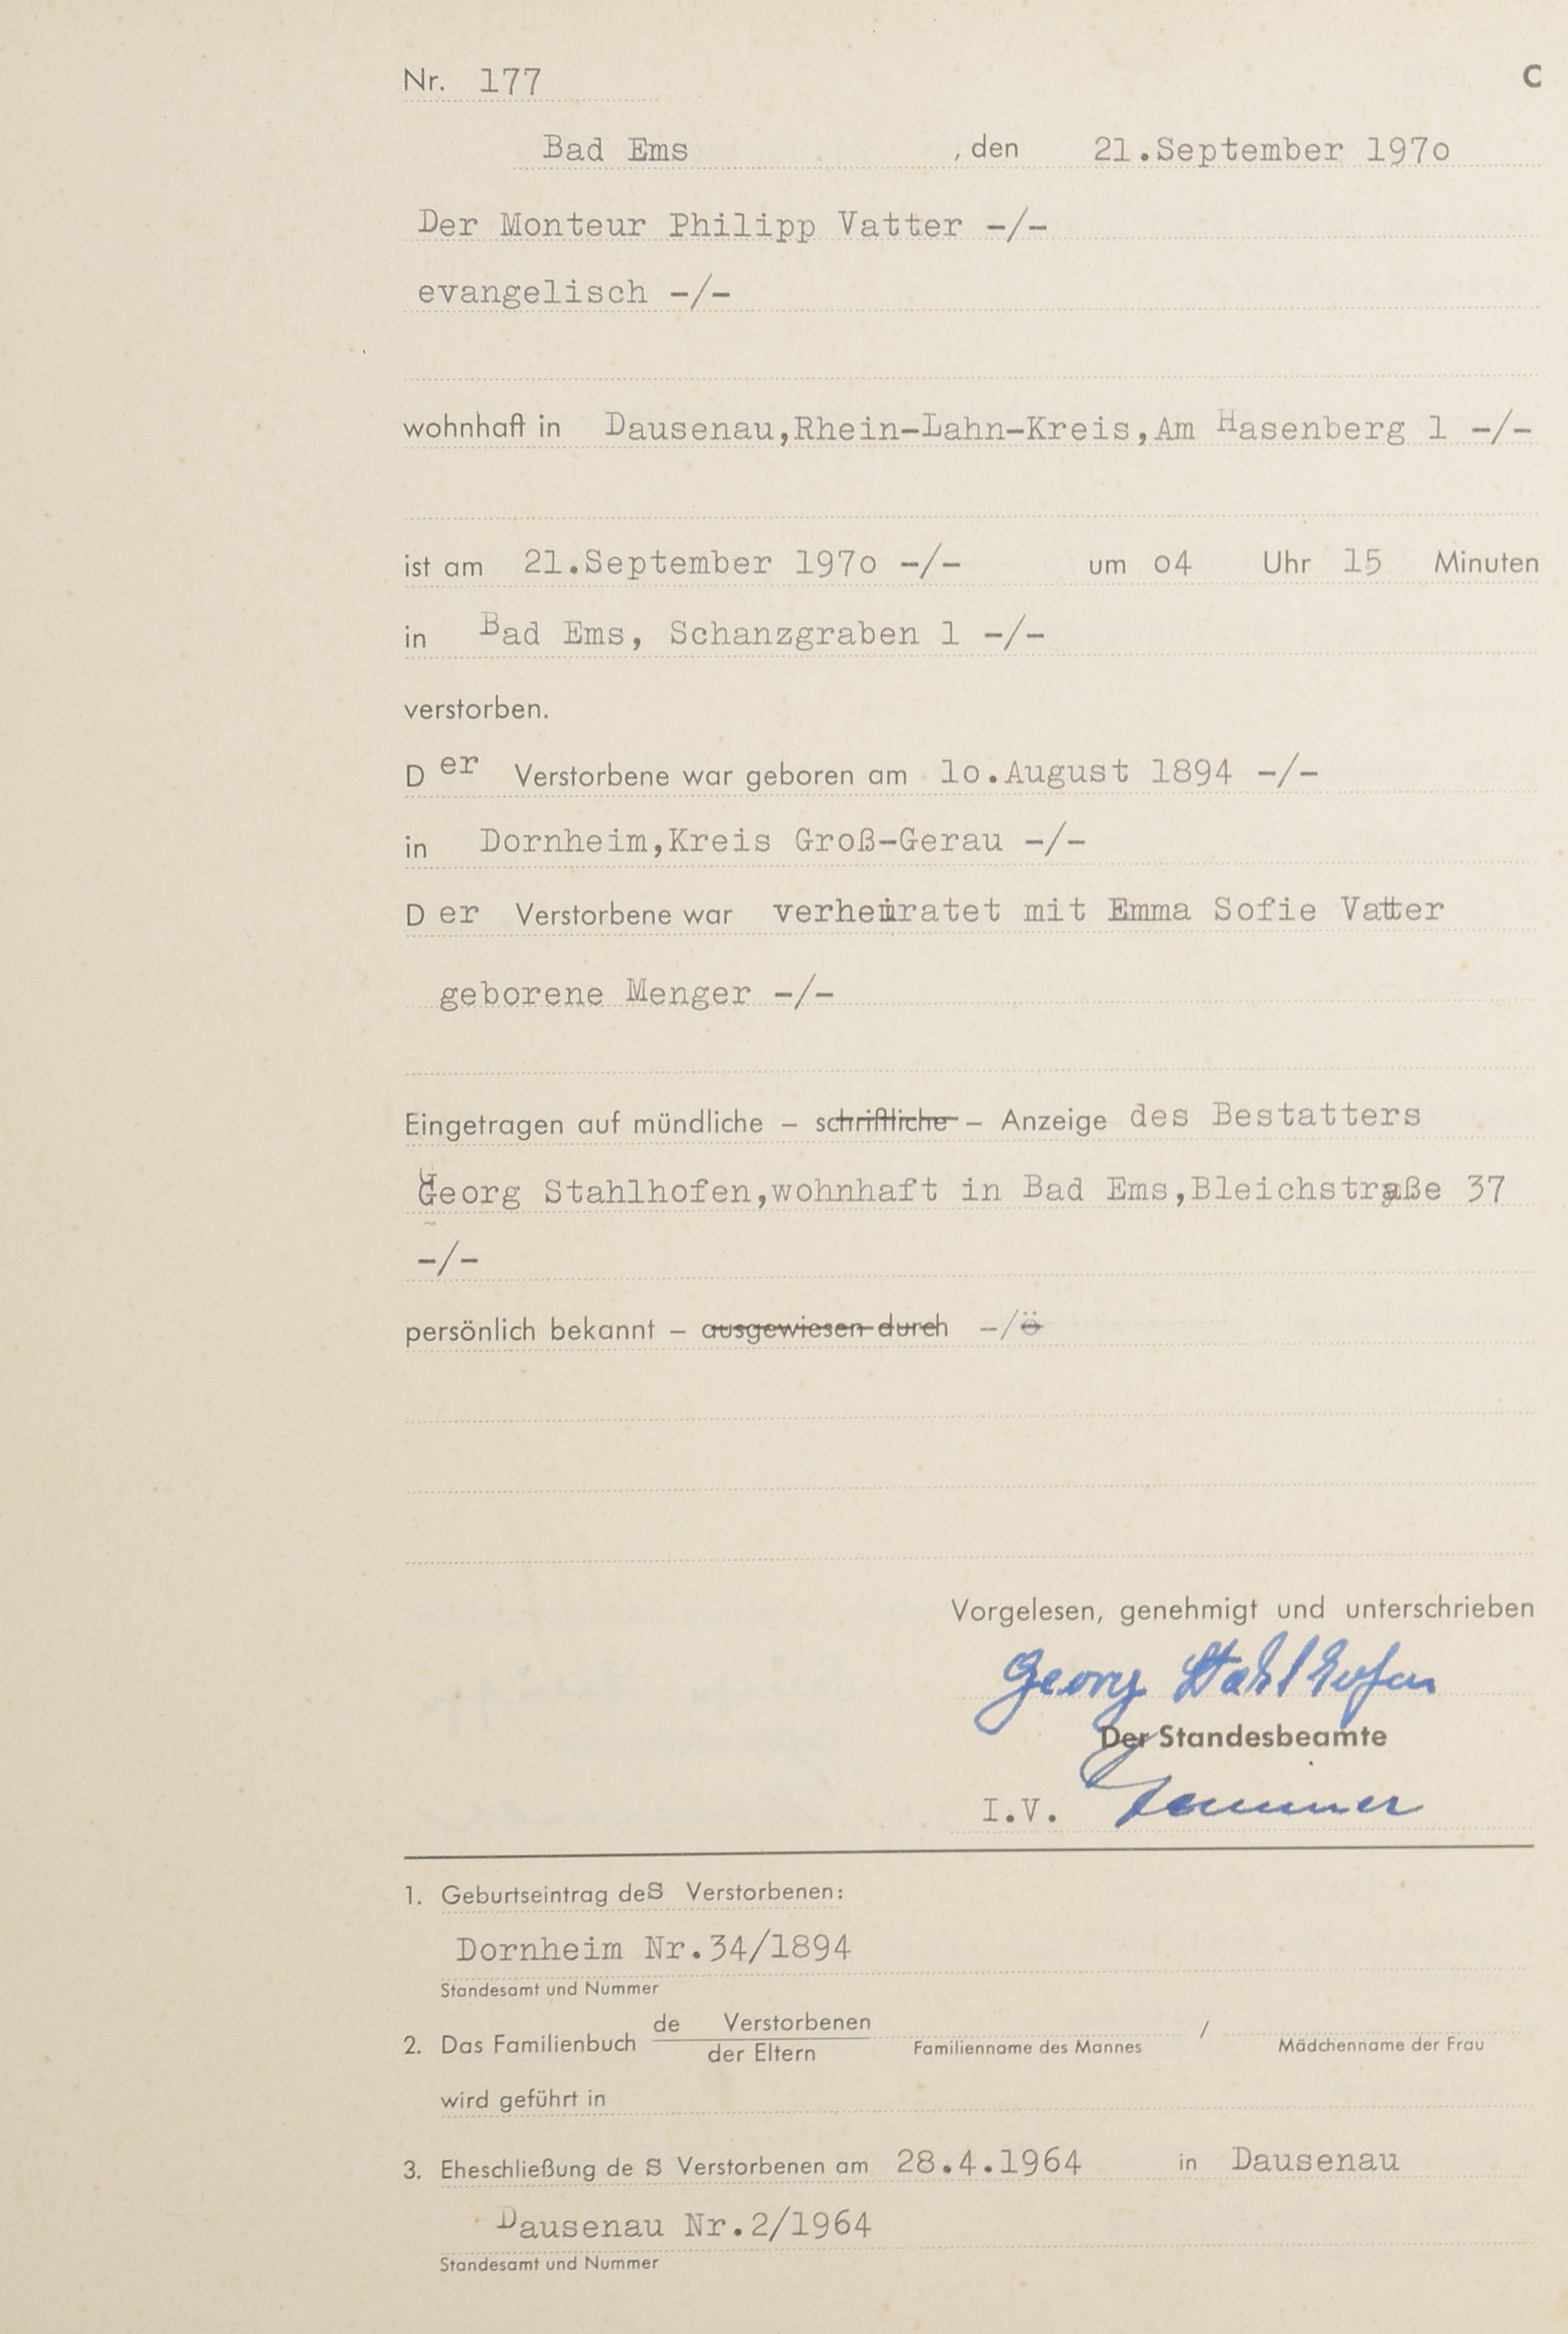 Nr. 177
C
Bad Ems , den 21.September 197o
Der Monteur Philipp Vatter -/-
evangelisch -/-
wohnhaft in Dausenau,Rhein-Lahn-Kreis,Am Hasenberg 1 -/-
ist am 21.September 197o -/- um o4 Uhr 15 Minuten
in Bad Ems, Schanzgraben 1 -/-
verstorben.
Der Verstorbene war geboren am 1o.August 1894 -/-
in Dornheim,Kreis Groß-Gerau -/-
Der Verstorbene war verheiratet mit Emma Sofie Vatter
geborene Menger -/-
Eingetragen auf mündliche – schriftliche – Anzeige des Bestatters
Georg Stahlhofen,wohnhaft in Bad Ems,Bleichstraße 37
-/-
persönlich bekannt – ausgewiesen durch -/ö
Vorgelesen, genehmigt und unterschrieben
Georg Stahlhofen
Der Standesbeamte
I.V.
1. Geburtseintrag des Verstorbenen:
Dornheim Nr.34/1894
Standesamt und Nummer
2. Das Familienbuch de Verstorbenen / der Eltern Familienname des Mannes / Mädchenname der Frau
wird geführt in
3. Eheschließung des Verstorbenen am 28.4.1964 in Dausenau
Dausenau Nr.2/1964
Standesamt und Nummer